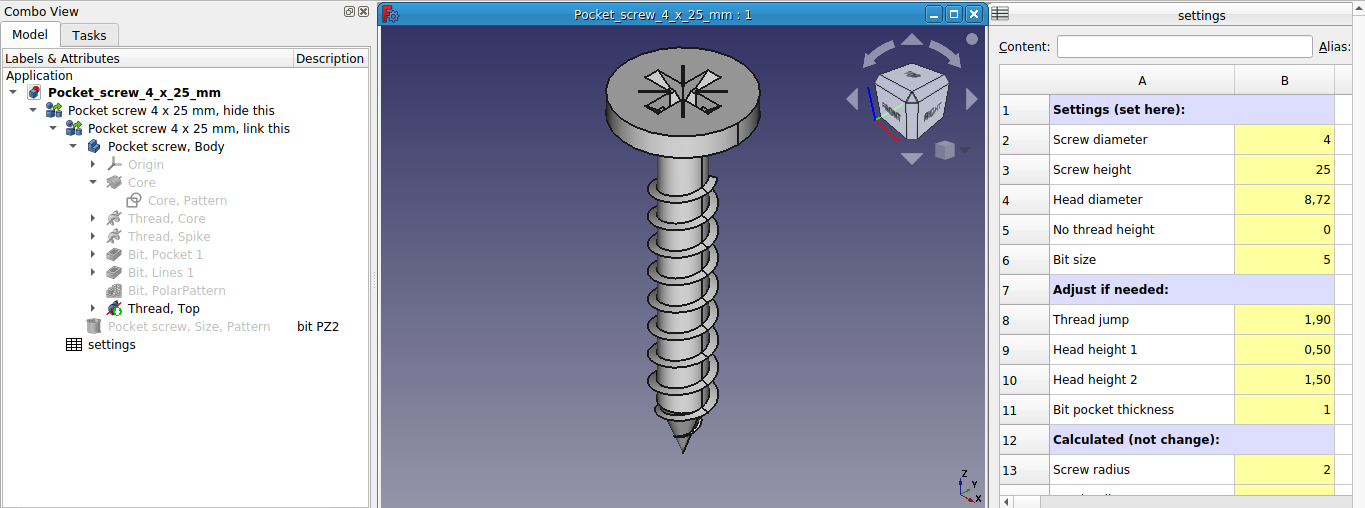 Combo View
Model Tasks
Labels & Attributes Description
Application
Pocket_screw_4_x_25_mm
Pocket screw 4 x 25 mm, hide this
Pocket screw 4 x 25 mm, link this
Pocket screw, Body
Origin
Core
Core, Pattern
Thread, Core
Thread, Spike
Bit, Pocket 1
Bit, Lines 1
Bit, PolarPattern
Thread, Top
Pocket screw, Size, Pattern bit PZ2
settings
Pocket_screw_4_x_25_mm : 1
FRONT
RIGHT
Z
Y
X
settings
Content: Alias:
A B
1 Settings (set here):
2 Screw diameter 4
3 Screw height 25
4 Head diameter 8,72
5 No thread height 0
6 Bit size 5
7 Adjust if needed:
8 Thread jump 1,90
9 Head height 1 0,50
10 Head height 2 1,50
11 Bit pocket thickness 1
12 Calculated (not change):
13 Screw radius 2